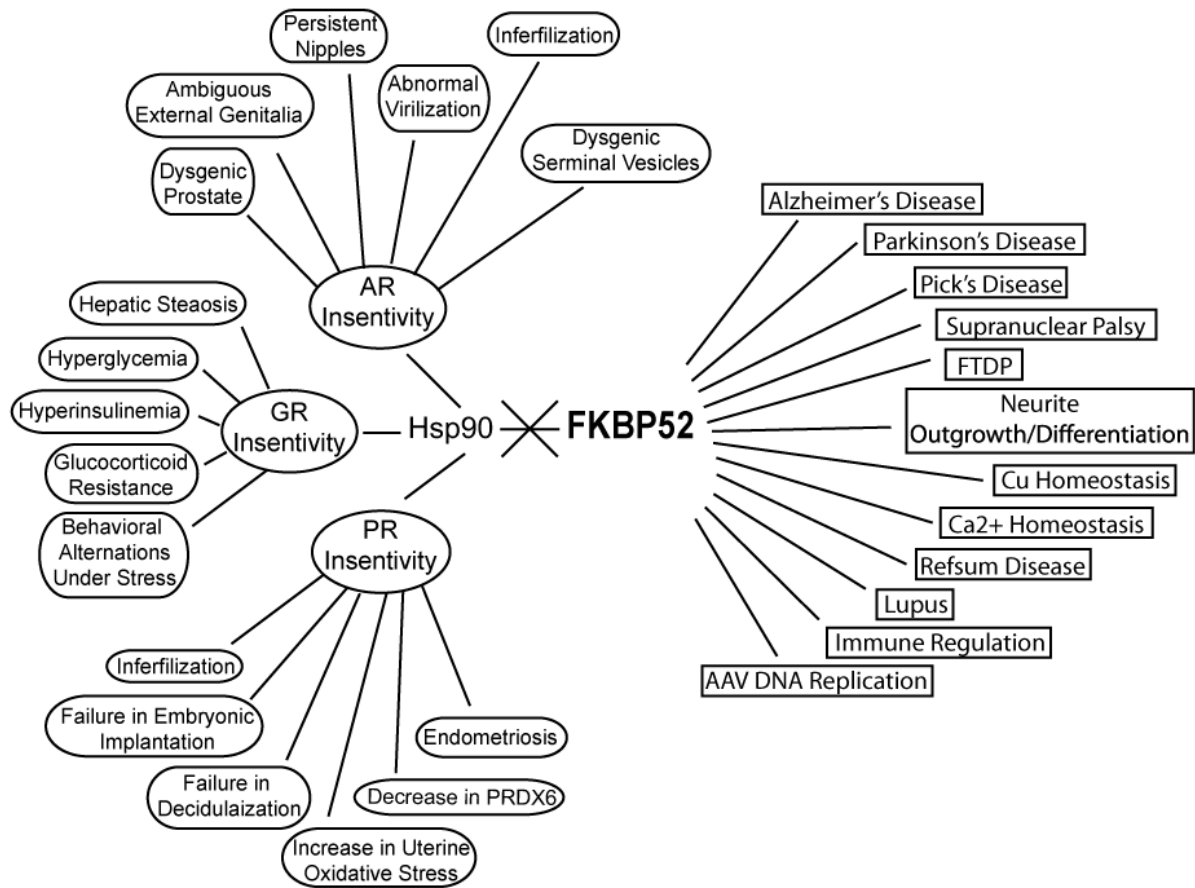 Persistent
Nipples
Inferfilization
Ambiguous
External Genitalia
Abnormal
Virilization
Dysgenic
Prostate
Dysgenic
Serminal Vesicles
AR
Insentivity
Hepatic Steaosis
Hyperglycemia
Hyperinsulinemia
Glucocorticoid
Resistance
Behavioral
Alternations
Under Stress
GR
Insentivity
Hsp90
FKBP52
PR
Insentivity
Inferfilization
Failure in Embryonic
Implantation
Failure in
Decidulaization
Increase in Uterine
Oxidative Stress
Decrease in PRDX6
Endometriosis
Alzheimer's Disease
Parkinson's Disease
Pick's Disease
Supranuclear Palsy
FTDP
Neurite
Outgrowth/Differentiation
Cu Homeostasis
Ca2+ Homeostasis
Refsum Disease
Lupus
Immune Regulation
AAV DNA Replication